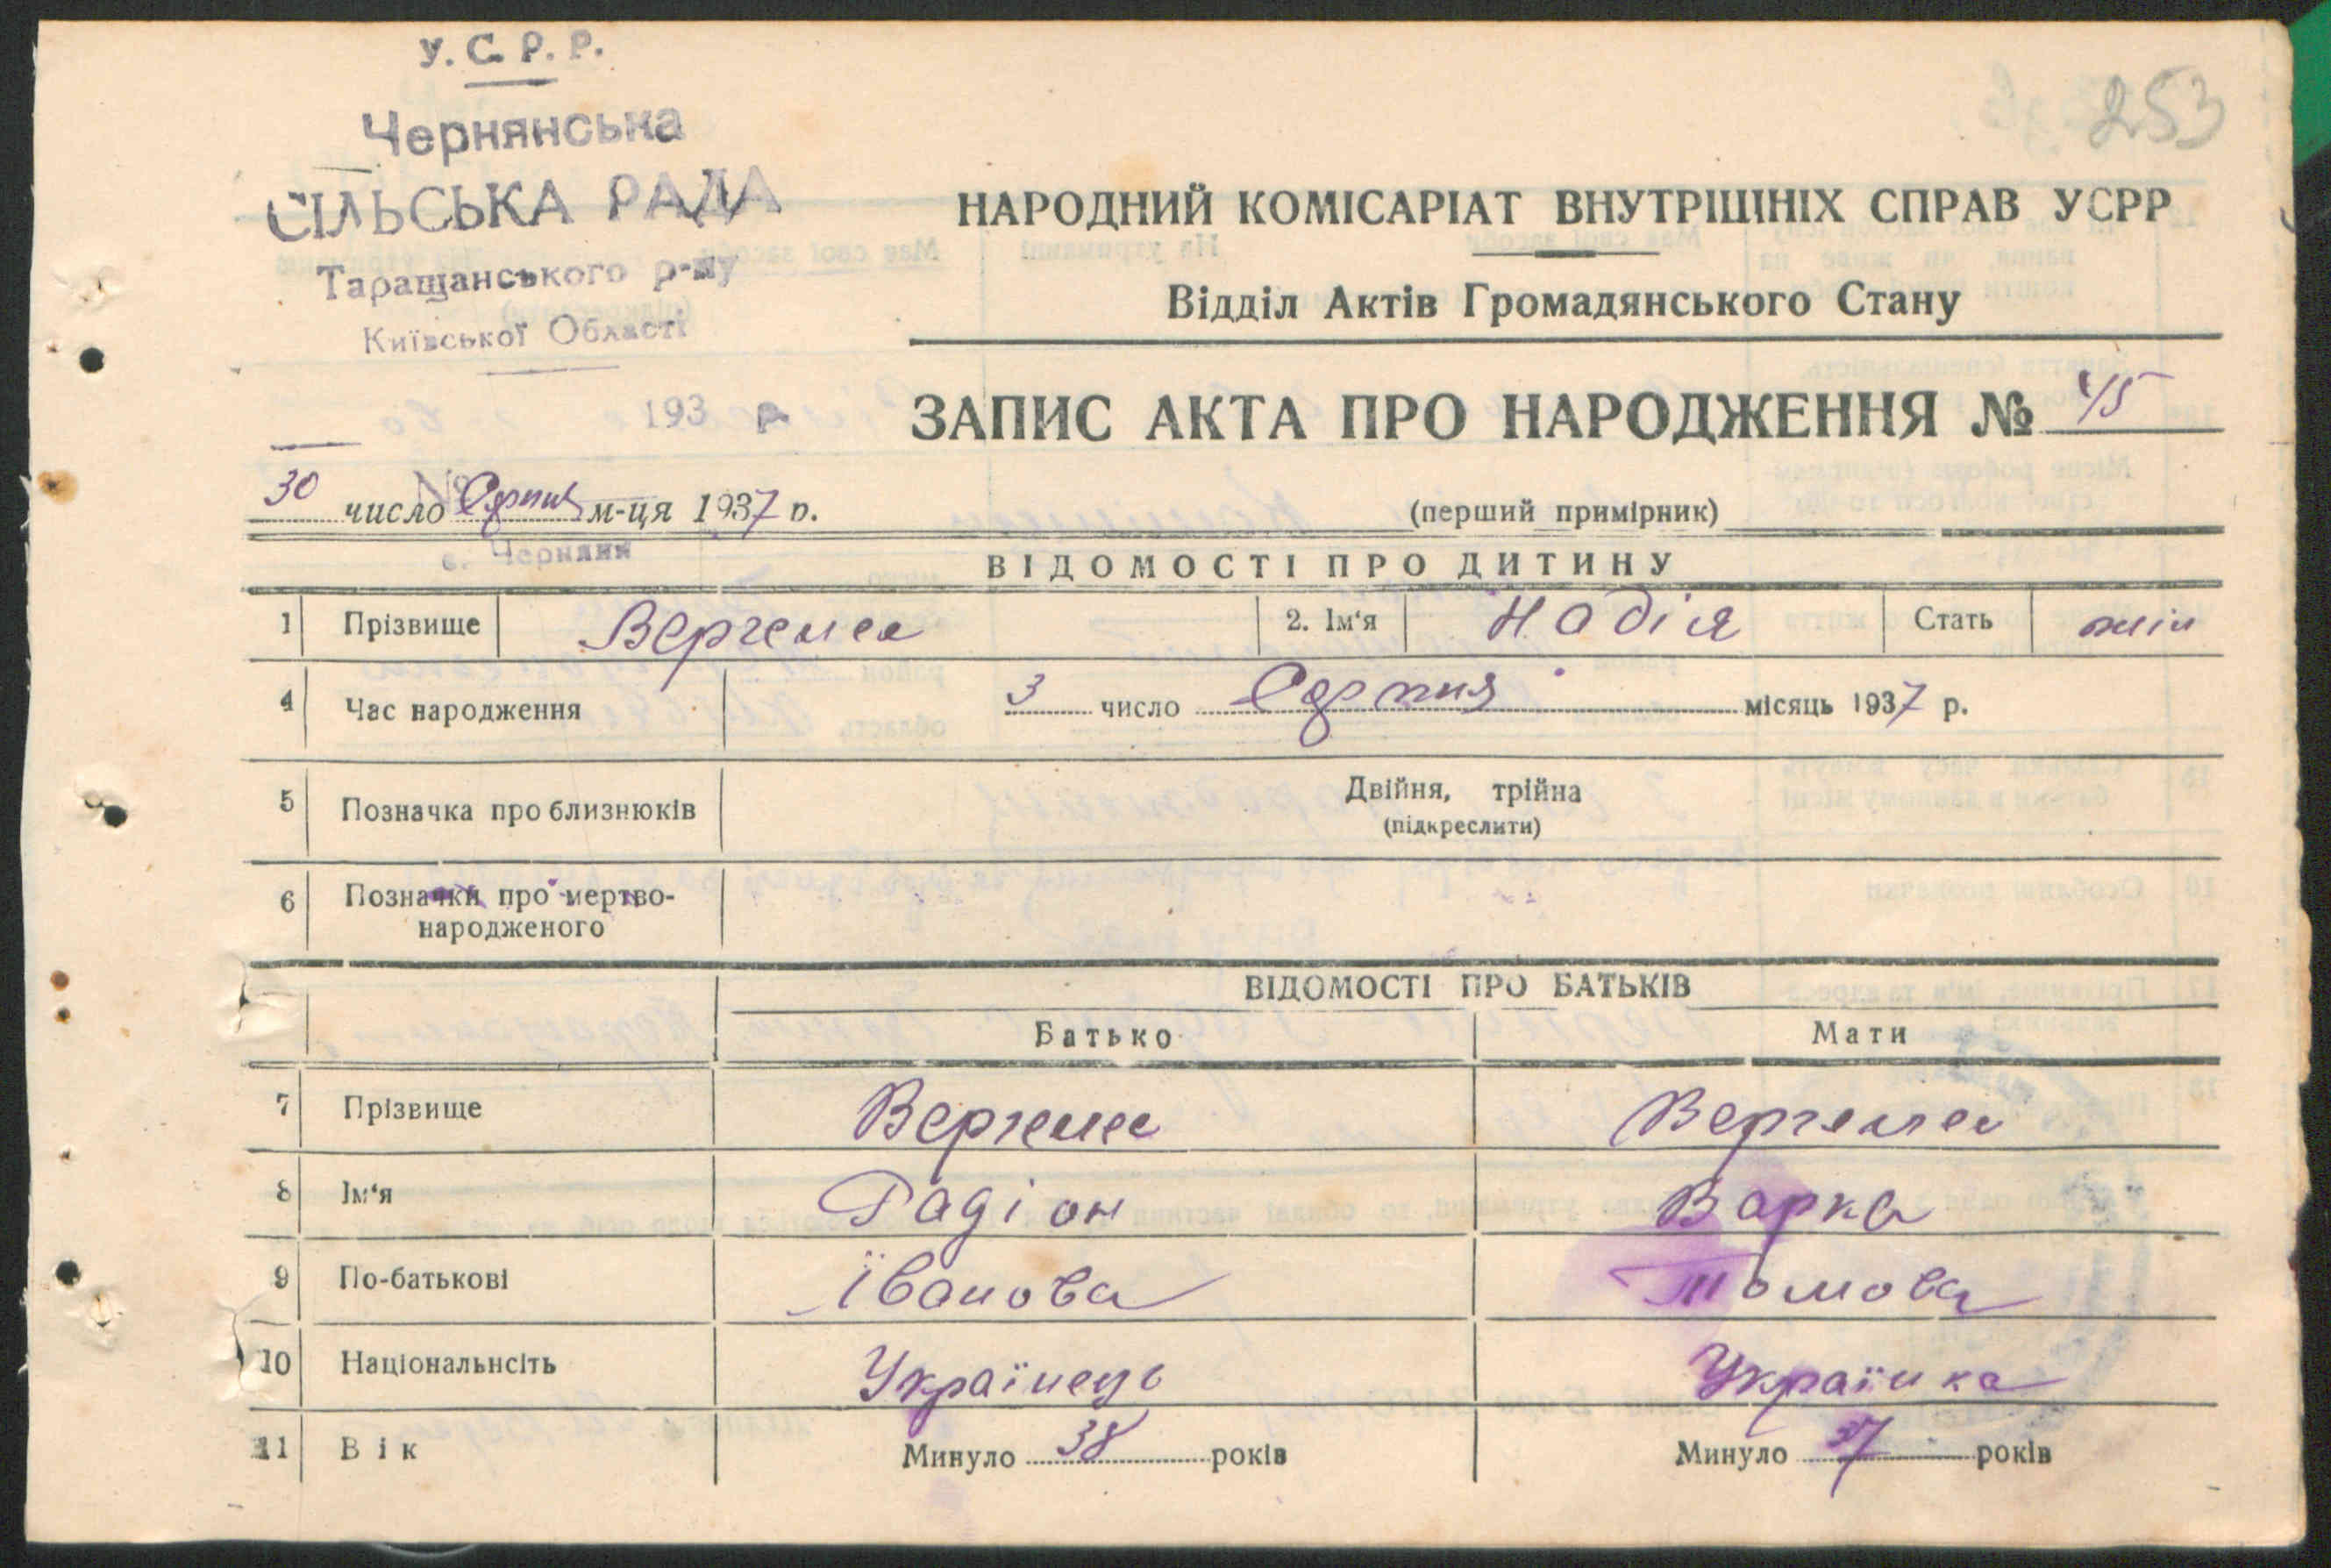 У.С.Р.Р.
253
Чернянська
СІЛЬСЬКА РАДА
Таращанського р-ну
Київської Області
193 р.
№
НАРОДНИЙ КОМІСАРІАТ ВНУТРІШНІХ СПРАВ УСРР
Відділ Актів Громадянського Стану
ЗАПИС АКТА ПРО НАРОДЖЕННЯ № 45
30 число Серпня м-ця 1937 р.
(перший примірник)
с. Чернин
ВІДОМОСТІ ПРО ДИТИНУ
1 Прізвище Вергелес 2. Ім'я Надія Стать жін
4 Час народження 3 число Серпня місяць 1937 р.
5 Позначка про близнюків Двійня, трійна
(підкреслити)
6 Позначки про мертво-
народженого
ВІДОМОСТІ ПРО БАТЬКІВ
Батько Мати
7 Прізвище Вергелес Вергелес
8 Ім'я Радіон Варка
9 По-батькові Іванова Томова
10 Національнсіть Українець Українка
11 Вік Минуло 38 років Минуло 37 років